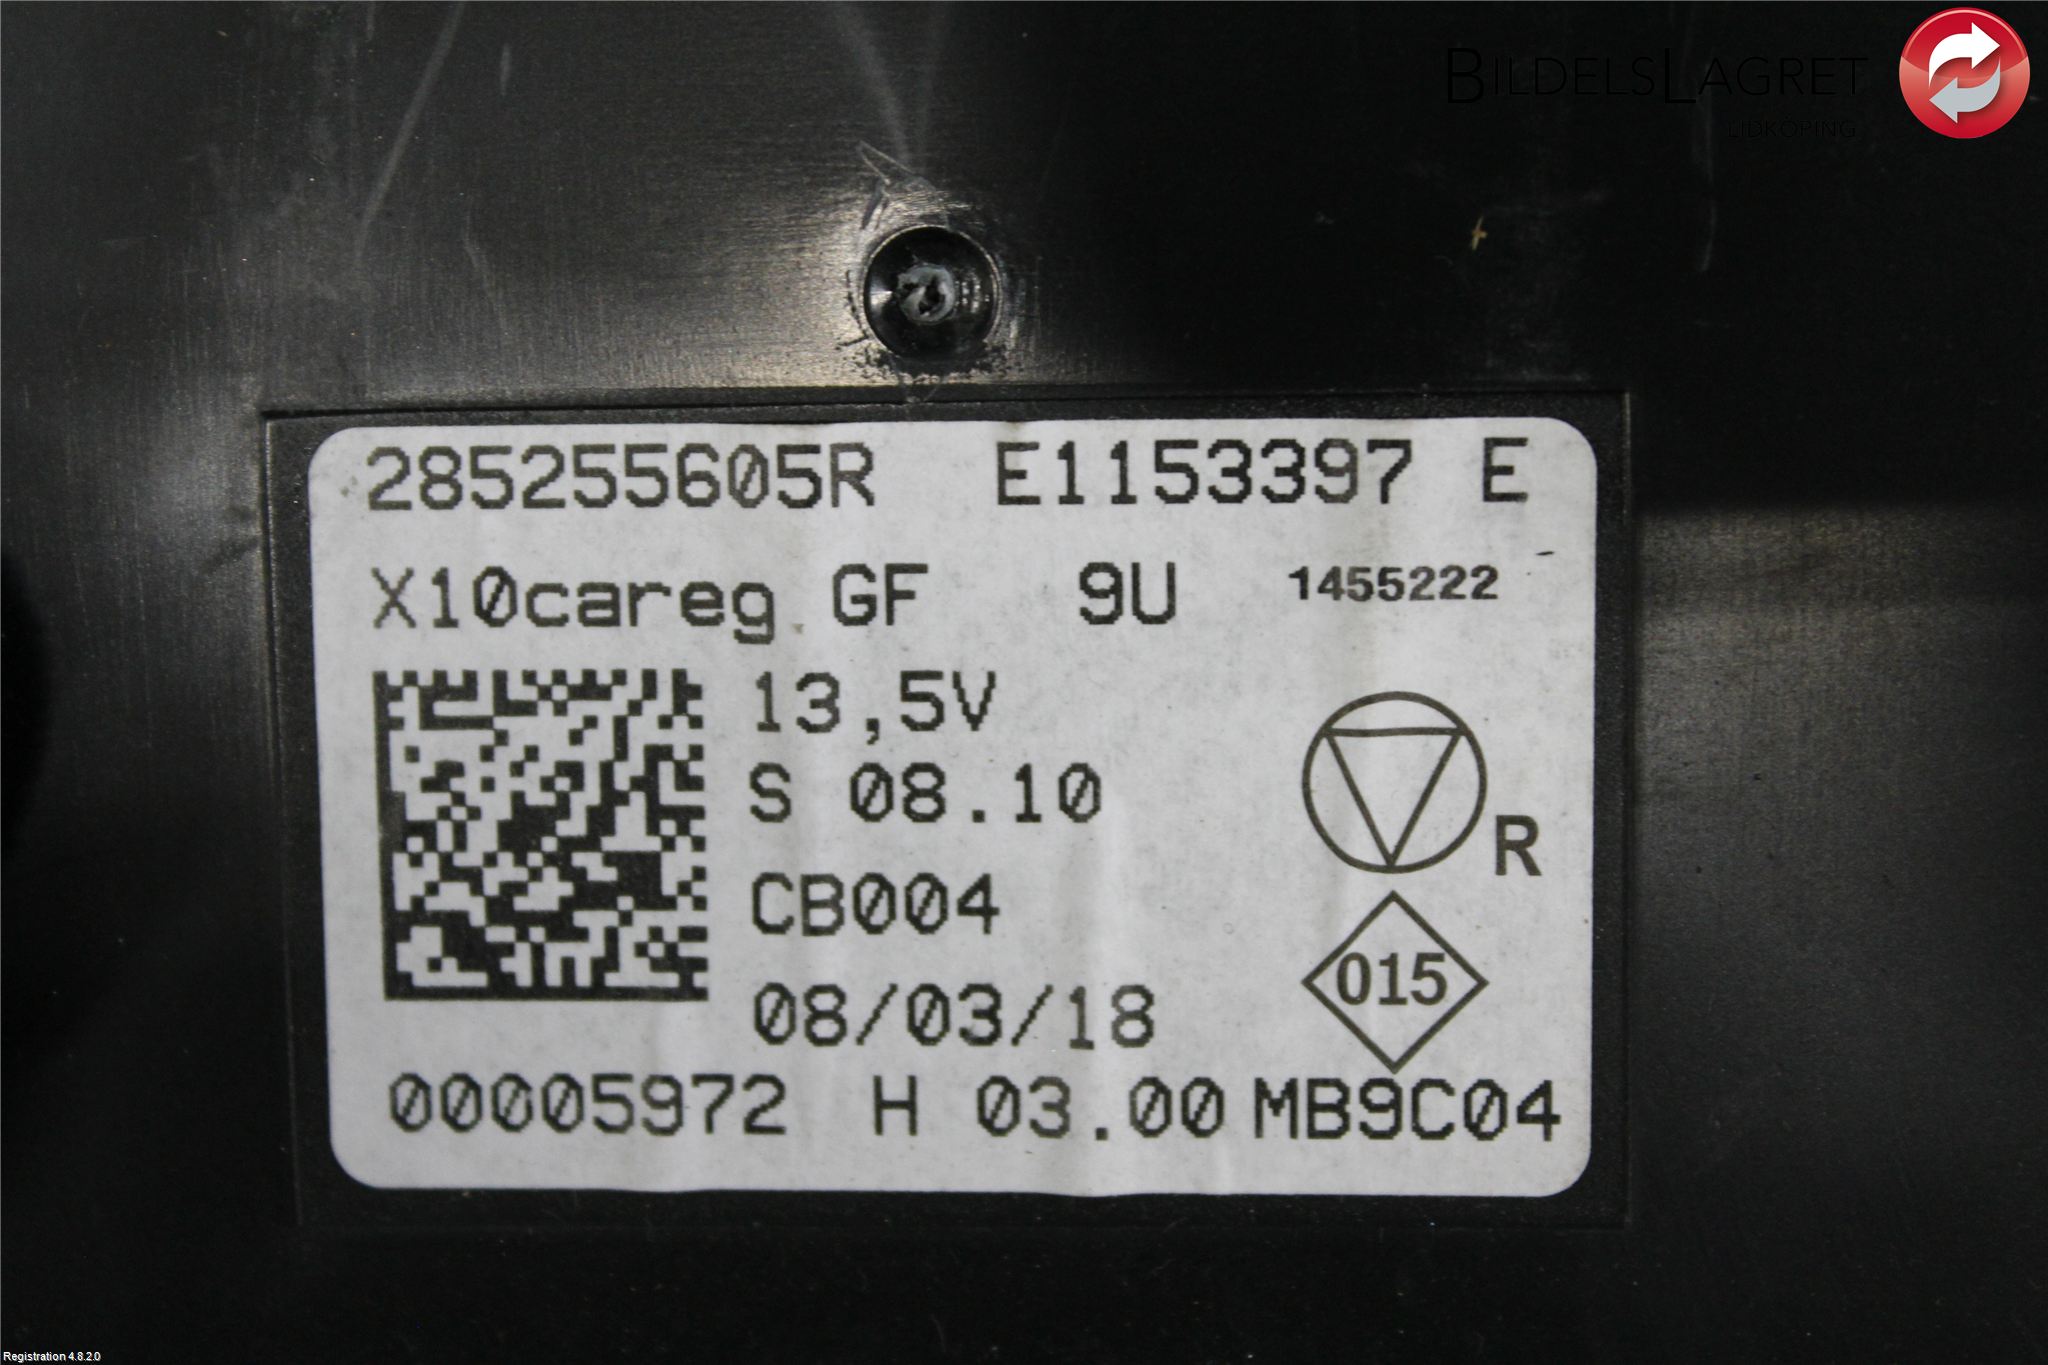 BILDELSLAGRET
LIDKÖPING
285255605R E1153397 E
X10careg GF 9U 1455222
13,5V
S 08.10
R
CB004
015
08/03/18
00005972 H 03.00 MB9C04
Registration 4.8.2.0